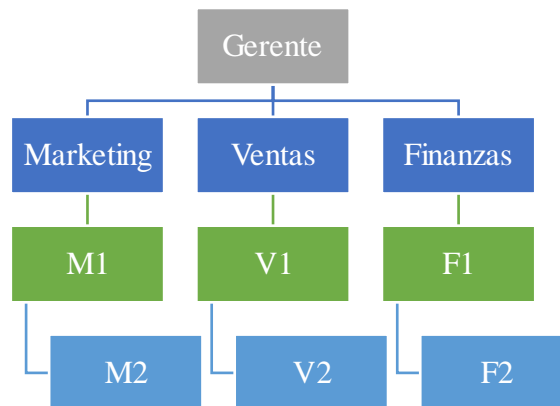 Gerente
Marketing
Ventas
Finanzas
M1
V1
F1
M2
V2
F2